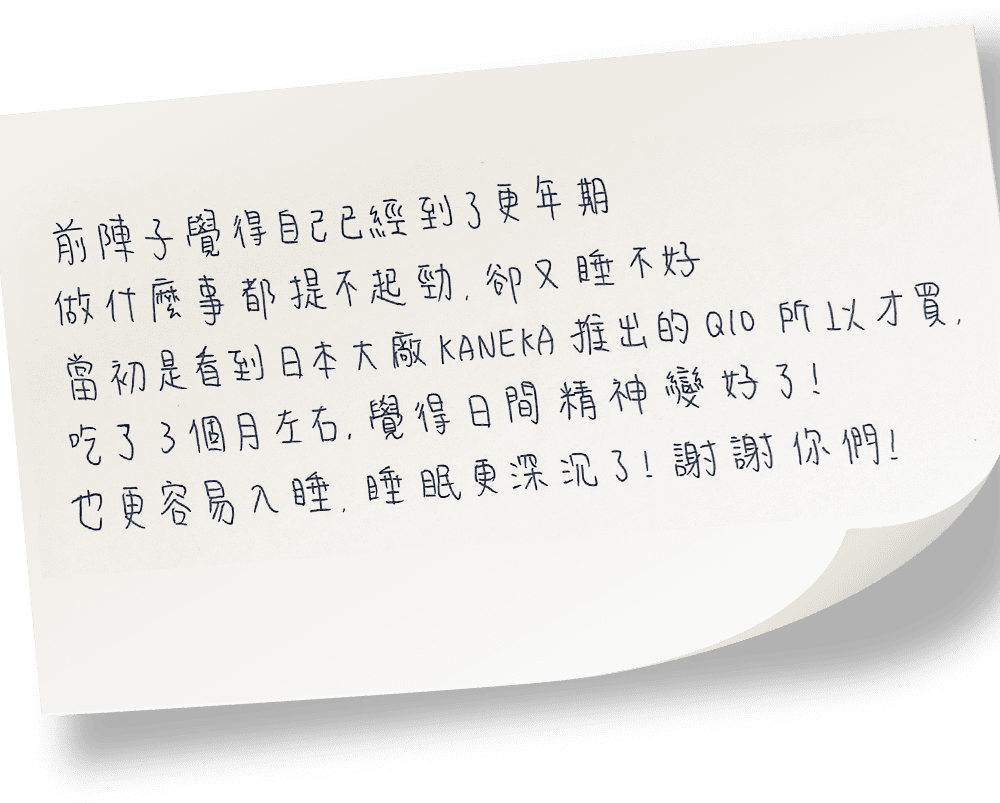 前陣子覺得自己已經到了更年期
做什麼事都提不起勁,卻又睡不好
當初是看到日本大廠KANEKA推出的Q10所以才買,
吃了3個月左右,覺得日間精神變好了!
也更容易入睡,睡眠更深沉了!謝謝你們!